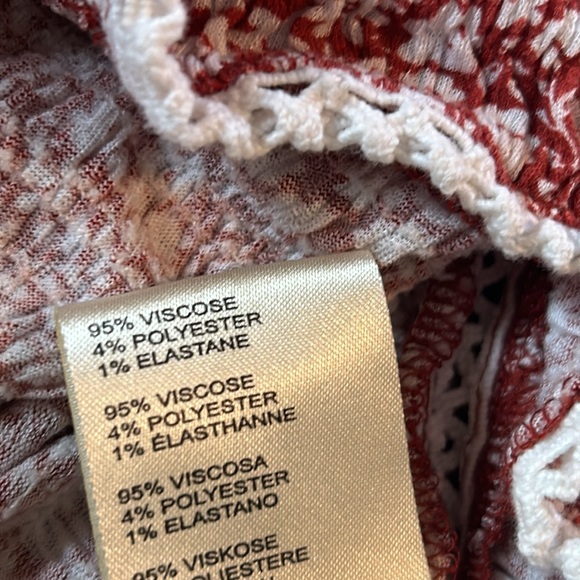 95% VISCOSE
4% POLYESTER
1% ELASTANE
95% VISCOSE
4% POLYESTER
1% ÉLASTHANNE
95% VISCOSA
4% POLYESTER
1% ELASTANO
95% VISKOSE